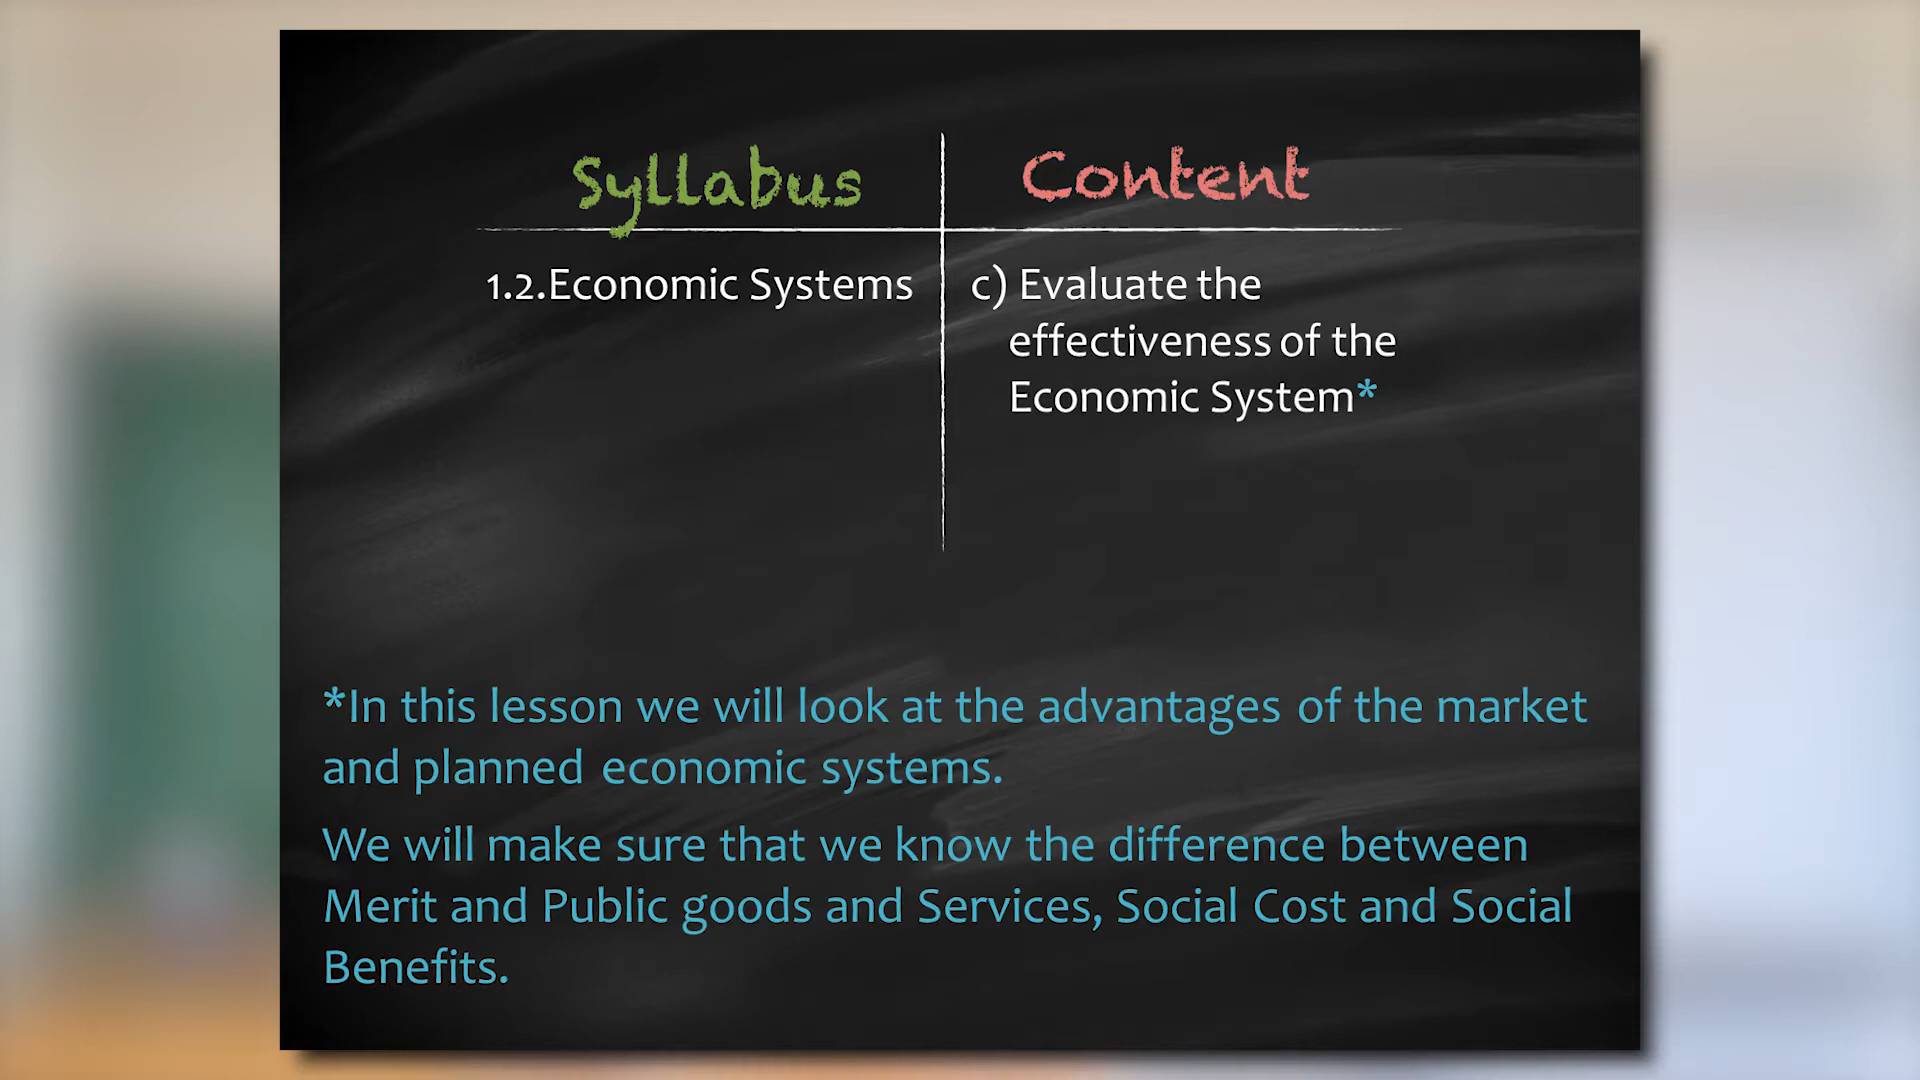 Syllabus
Content
1.2.Economic Systems
c) Evaluate the
effectiveness of the
Economic System*
*In this lesson we will look at the advantages of the market
and planned economic systems.
We will make sure that we know the difference between
Merit and Public goods and Services, Social Cost and Social
Benefits.